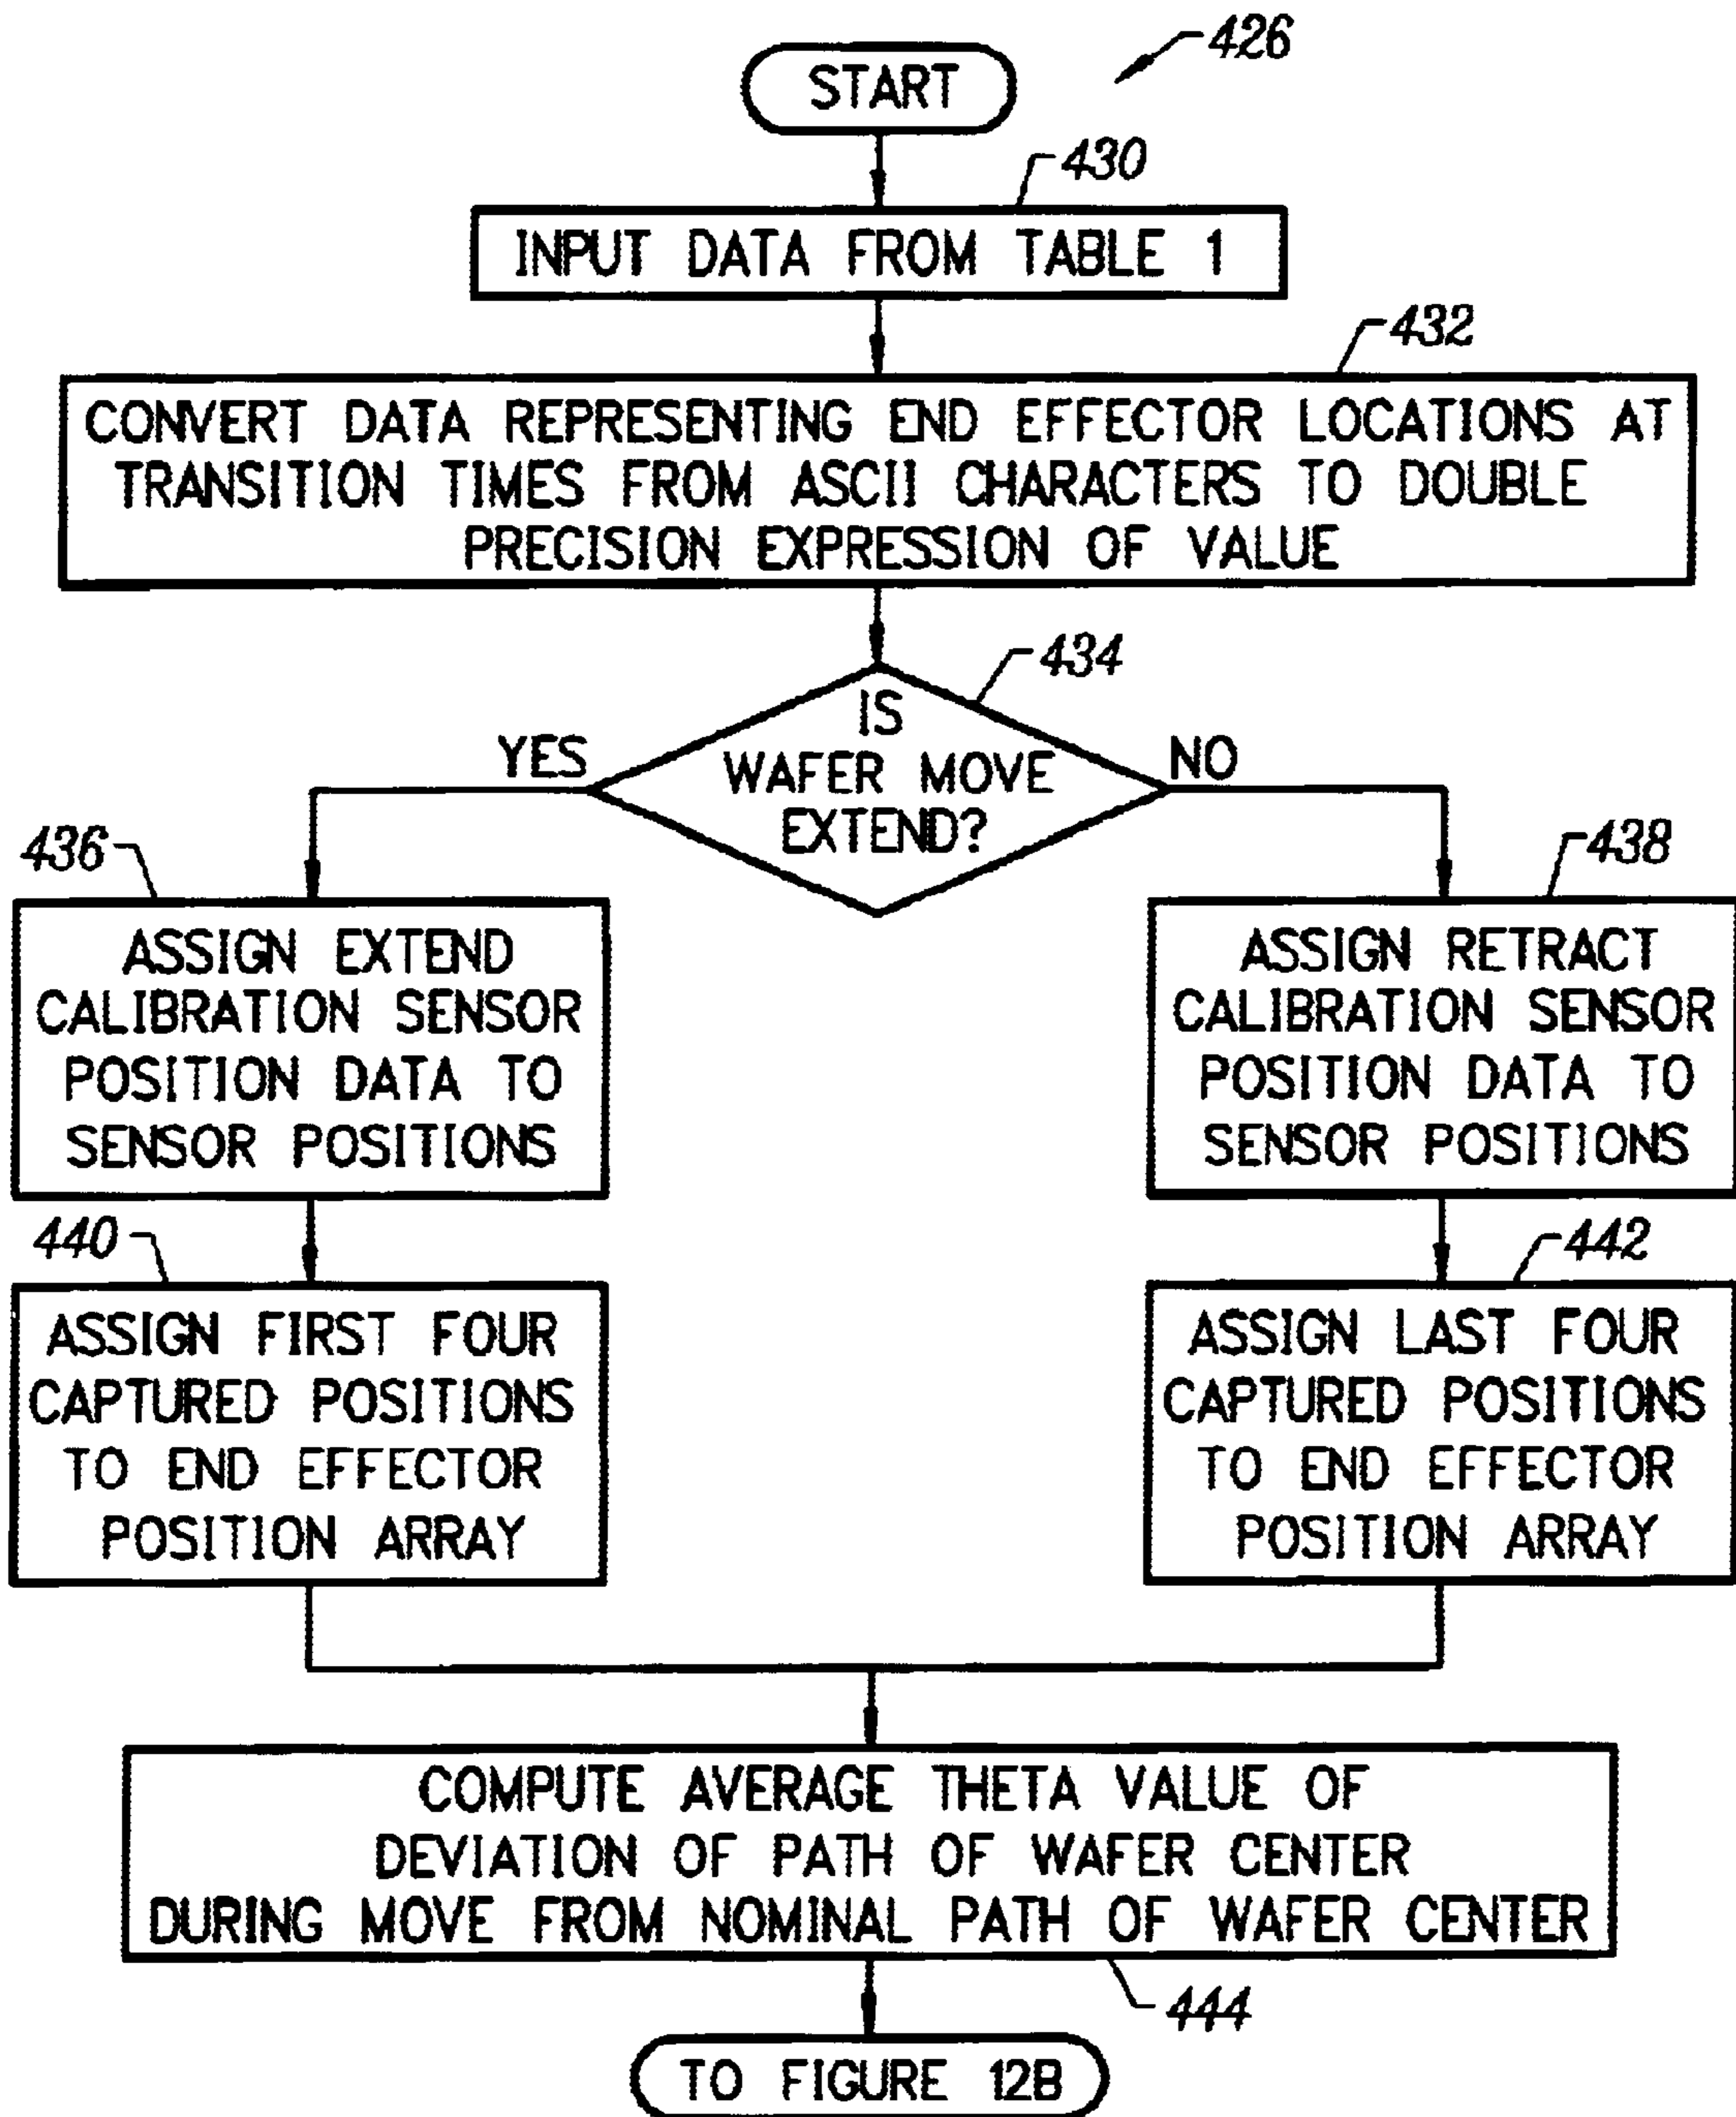 426
START
430
INPUT DATA FROM TABLE 1
432
CONVERT DATA REPRESENTING END EFFECTOR LOCATIONS AT
TRANSITION TIMES FROM ASCII CHARACTERS TO DOUBLE
PRECISION EXPRESSION OF VALUE
434
IS
WAFER MOVE
EXTEND?
YES
NO
436
ASSIGN EXTEND
CALIBRATION SENSOR
POSITION DATA TO
SENSOR POSITIONS
438
ASSIGN RETRACT
CALIBRATION SENSOR
POSITION DATA TO
SENSOR POSITIONS
440
ASSIGN FIRST FOUR
CAPTURED POSITIONS
TO END EFFECTOR
POSITION ARRAY
442
ASSIGN LAST FOUR
CAPTURED POSITIONS
TO END EFFECTOR
POSITION ARRAY
COMPUTE AVERAGE THETA VALUE OF
DEVIATION OF PATH OF WAFER CENTER
DURING MOVE FROM NOMINAL PATH OF WAFER CENTER
444
TO FIGURE 12B